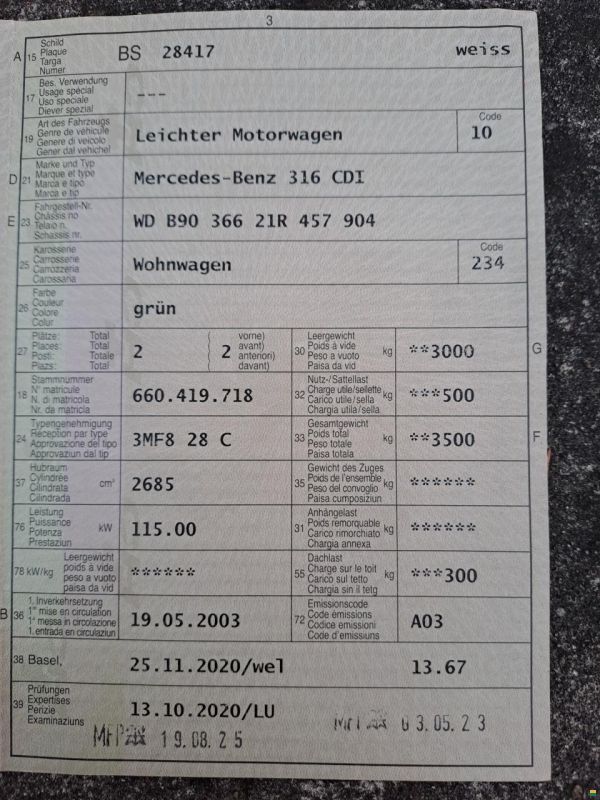 3
A 15 Schild Plaque Targa Numer BS 28417 weiss
17 Bes. Verwendung Usage spécial Uso speciale Diever spezial ---
19 Art des Fahrzeugs Genre de véhicule Genere di veicolo Gener dal vehichel Leichter Motorwagen Code 10
D 21 Marke und Typ Marque et type Marca e tipo Marca e tip Mercedes-Benz 316 CDI
E 23 Fahrgestell-Nr. Châssis no Telaio n. Schassis nr. WD B90 366 21R 457 904
25 Karosserie Carrosserie Carrozzeria Carossaria Wohnwagen Code 234
26 Farbe Couleur Colore Colur grün
27 Plätze: Total Places: Total Posti: Totale Plazs: Total 2 2 vorne) avant) anteriori) davant) 30 Leergewicht Poids à vide Peso a vuoto Paisa da vid kg **3000 G
18 Stammnummer N° matricule N. di matricola Nr. da matricla 660.419.718 32 Nutz-/Sattellast Charge utile/sellette Carico utile/sella Chargia utila/sella kg ***500
24 Typengenehmigung Réception par type Approvazione del tipo Approvaziun dal tip 3MF8 28 C 33 Gesamtgewicht Poids total Peso totale Paisa totala kg **3500 F
37 Hubraum Cylindrée Cilindrata Cilindrada cm³ 2685 35 Gewicht des Zuges Poids de l'ensemble Peso del convoglio Paisa cumposiziun kg ******
76 Leistung Puissance Potenza Prestaziun kW 115.00 31 Anhängelast Poids remorquable Carico rimorchiato Chargia annexa kg ******
78 kW/kg Leergewicht poids à vide peso a vuoto paisa da vid ****** 55 Dachlast Charge sur le toit Carico sul tetto Chargia sin il tetg kg ***300
B 36 1. Inverkehrsetzung 1re mise en circulation 1a messa in circolazione 1. entrada en circulaziun 19.05.2003 72 Emissionscode Code émissions Codice emissioni Code d'emissiuns A03
38 Basel, 25.11.2020/wel 13.67
39 Prüfungen Expertises Perizie Examinaziuns 13.10.2020/LU 03.05.23
19.08.25